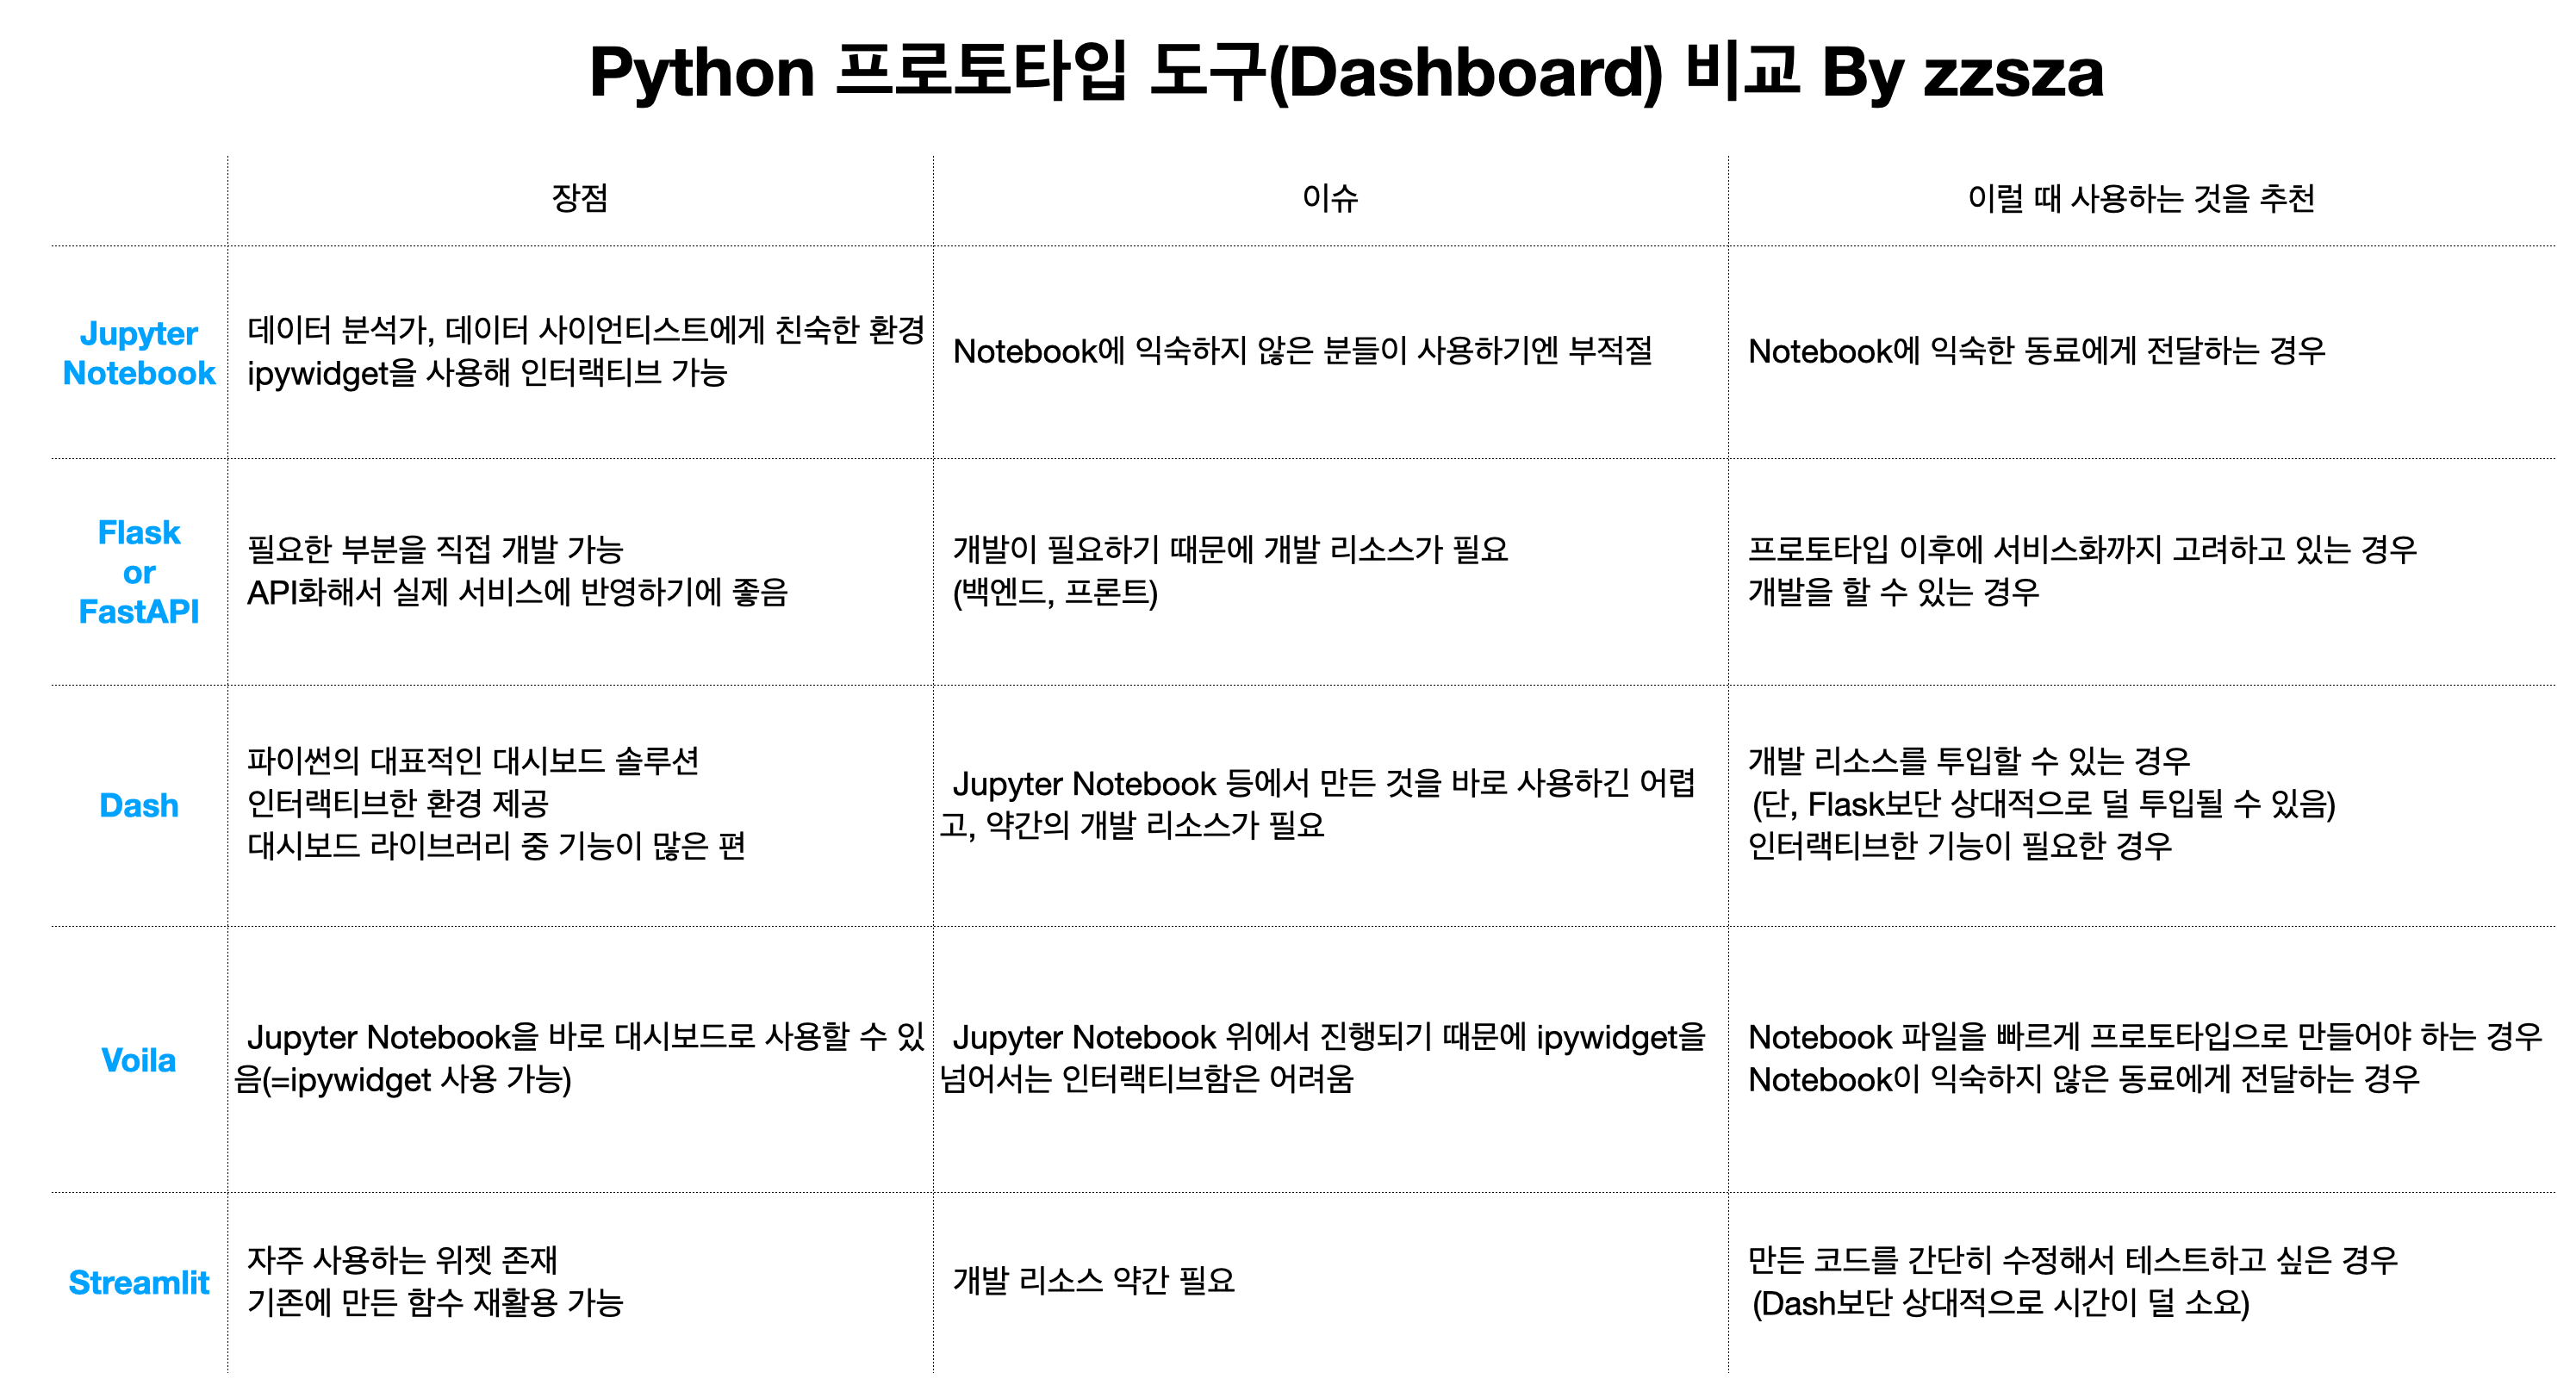 Python 프로토타입 도구(Dashboard) 비교 By zzsza
장점
이슈
이럴 때 사용하는 것을 추천
Jupyter
Notebook
데이터 분석가, 데이터 사이언티스트에게 친숙한 환경
ipywidget을 사용해 인터랙티브 가능
Notebook에 익숙하지 않은 분들이 사용하기엔 부적절
Notebook에 익숙한 동료에게 전달하는 경우
Flask
or
FastAPI
필요한 부분을 직접 개발 가능
API화해서 실제 서비스에 반영하기에 좋음
개발이 필요하기 때문에 개발 리소스가 필요
(백엔드, 프론트)
프로토타입 이후에 서비스화까지 고려하고 있는 경우
개발을 할 수 있는 경우
Dash
파이썬의 대표적인 대시보드 솔루션
인터랙티브한 환경 제공
대시보드 라이브러리 중 기능이 많은 편
Jupyter Notebook 등에서 만든 것을 바로 사용하긴 어렵
고, 약간의 개발 리소스가 필요
개발 리소스를 투입할 수 있는 경우
(단, Flask보단 상대적으로 덜 투입될 수 있음)
인터랙티브한 기능이 필요한 경우
Voila
Jupyter Notebook을 바로 대시보드로 사용할 수 있
음(=ipywidget 사용 가능)
Jupyter Notebook 위에서 진행되기 때문에 ipywidget을
넘어서는 인터랙티브함은 어려움
Notebook 파일을 빠르게 프로토타입으로 만들어야 하는 경우
Notebook이 익숙하지 않은 동료에게 전달하는 경우
Streamlit
자주 사용하는 위젯 존재
기존에 만든 함수 재활용 가능
개발 리소스 약간 필요
만든 코드를 간단히 수정해서 테스트하고 싶은 경우
(Dash보단 상대적으로 시간이 덜 소요)